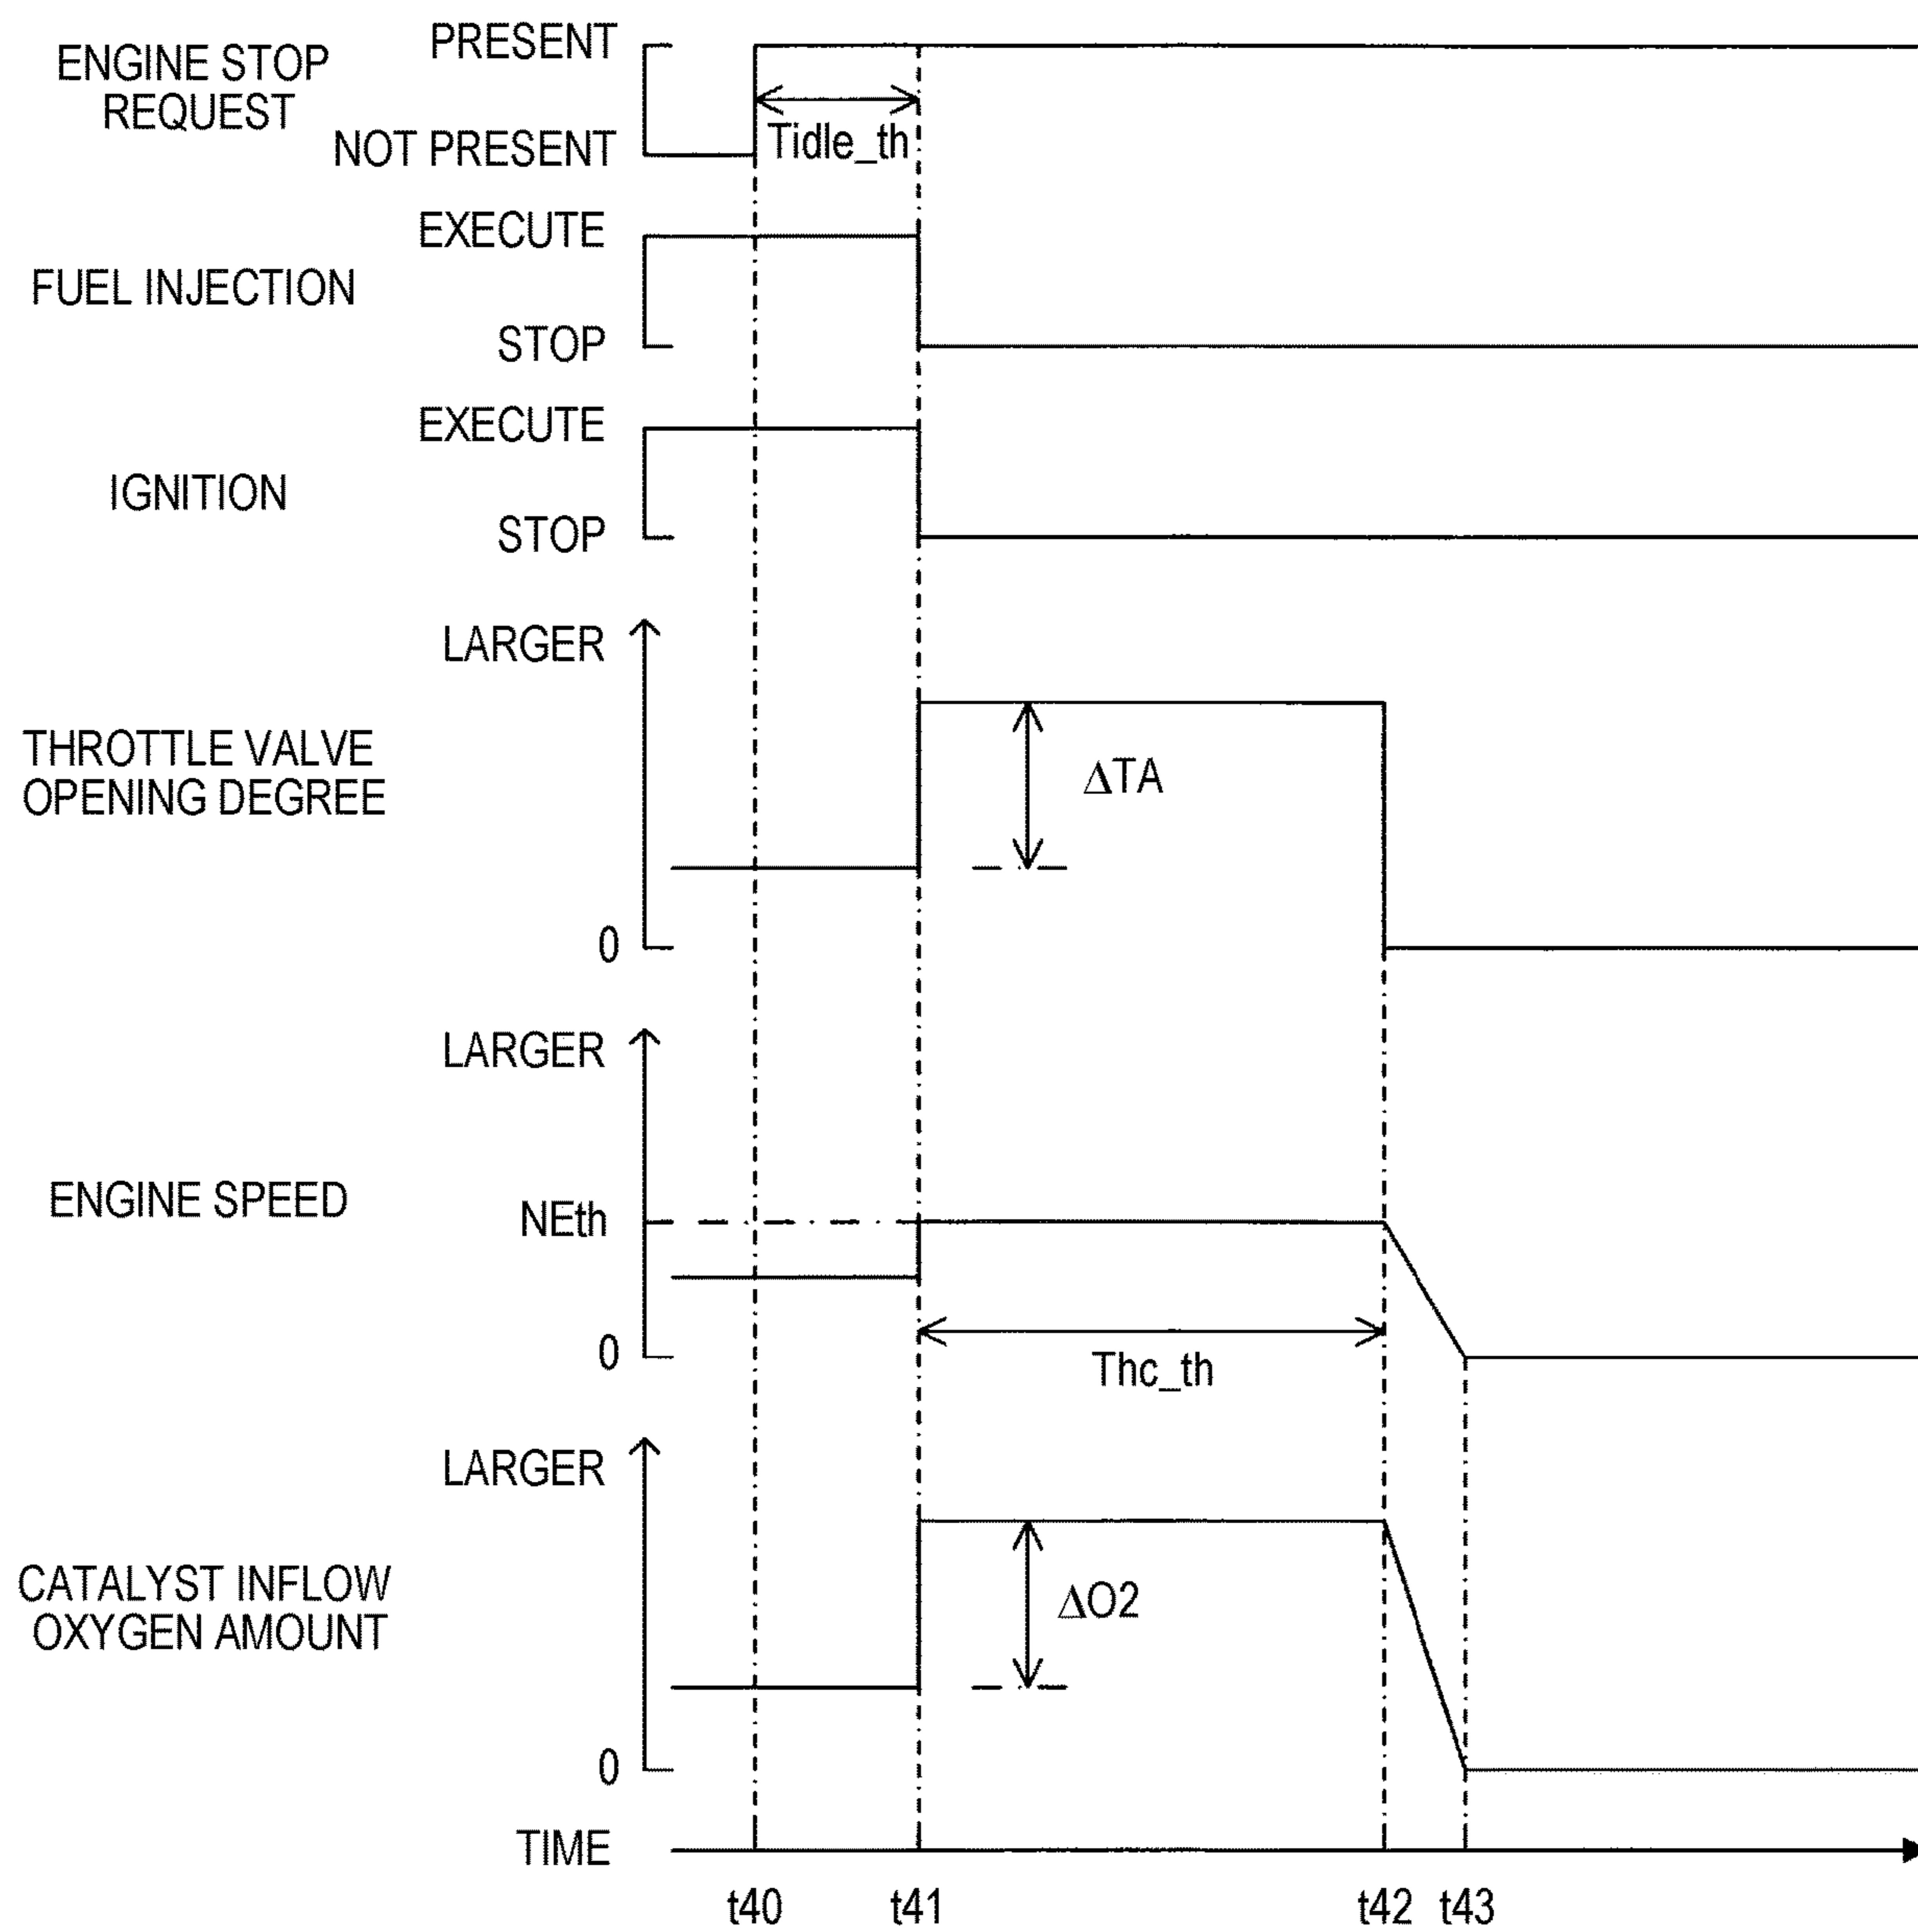 PRESENT
ENGINE STOP
REQUEST
NOT PRESENT
Tidle_th
EXECUTE
FUEL INJECTION
STOP
EXECUTE
IGNITION
STOP
LARGER
THROTTLE VALVE
OPENING DEGREE
ΔTA
0
LARGER
ENGINE SPEED
NEth
0
Thc_th
LARGER
CATALYST INFLOW
OXYGEN AMOUNT
ΔO2
0
TIME
t40 t41 t42 t43